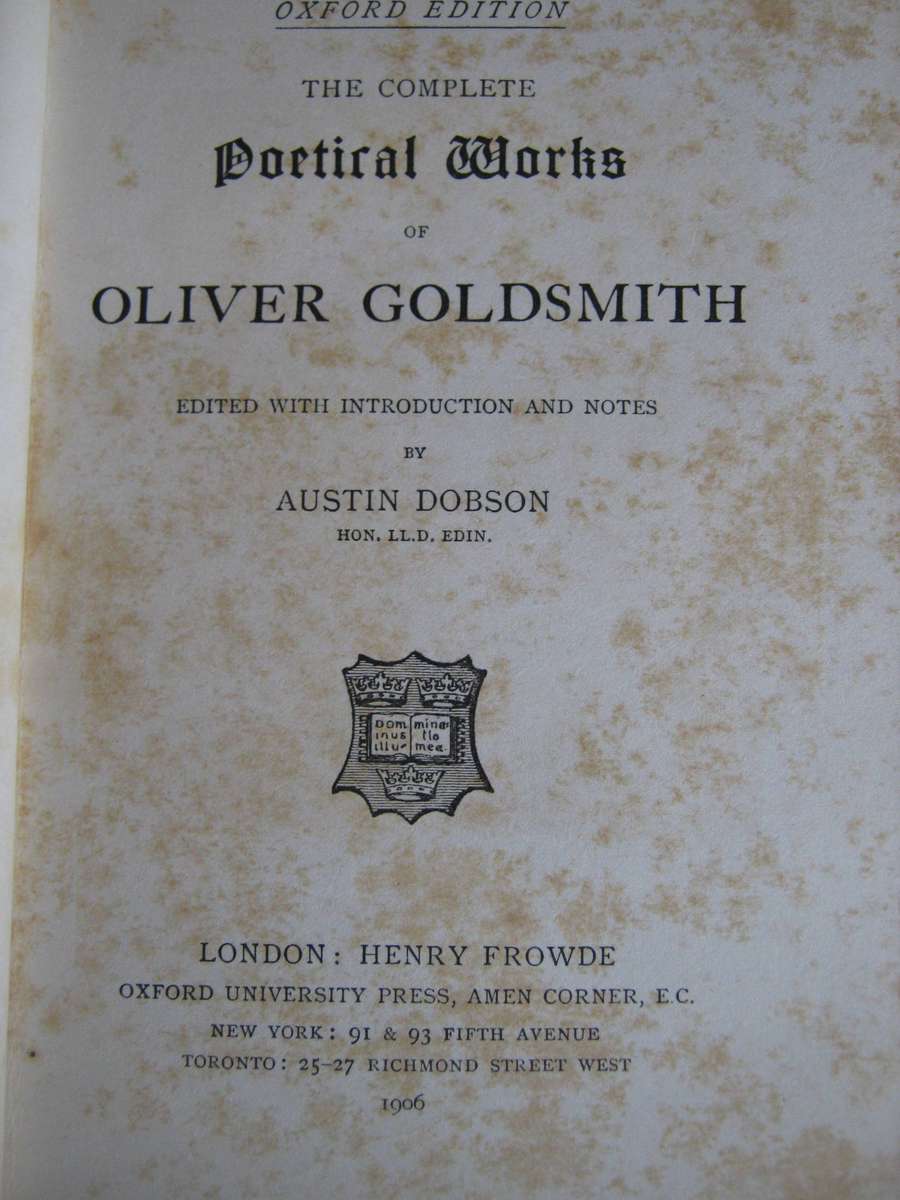 OXFORD EDITION
THE COMPLETE
Poetical Works
OF
OLIVER GOLDSMITH
EDITED WITH INTRODUCTION AND NOTES
BY
AUSTIN DOBSON
HON. LL.D. EDIN.
DOM mina-
inus tio
illu- mea.
LONDON: HENRY FROWDE
OXFORD UNIVERSITY PRESS, AMEN CORNER, E.C.
NEW YORK: 91 & 93 FIFTH AVENUE
TORONTO: 25–27 RICHMOND STREET WEST
1906